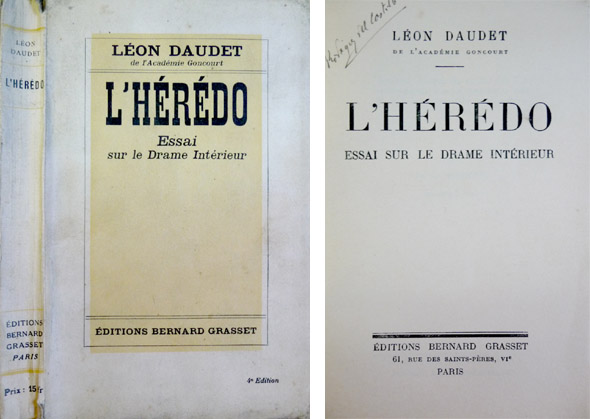 LÉON
DAUDET
L'HÉRÉDO
ÉDITIONS
BERNARD
GRASSET
PARIS
Prix : 15 fr
LÉON DAUDET
de l'Académie Goncourt
L'HÉRÉDO
Essai
sur le Drame Intérieur
ÉDITIONS BERNARD GRASSET
4e Edition
LÉON DAUDET
DE L'ACADÉMIE GONCOURT
L'HÉRÉDO
ESSAI SUR LE DRAME INTÉRIEUR
ÉDITIONS BERNARD GRASSET
61, RUE DES SAINTS-PÈRES, VIe
PARIS